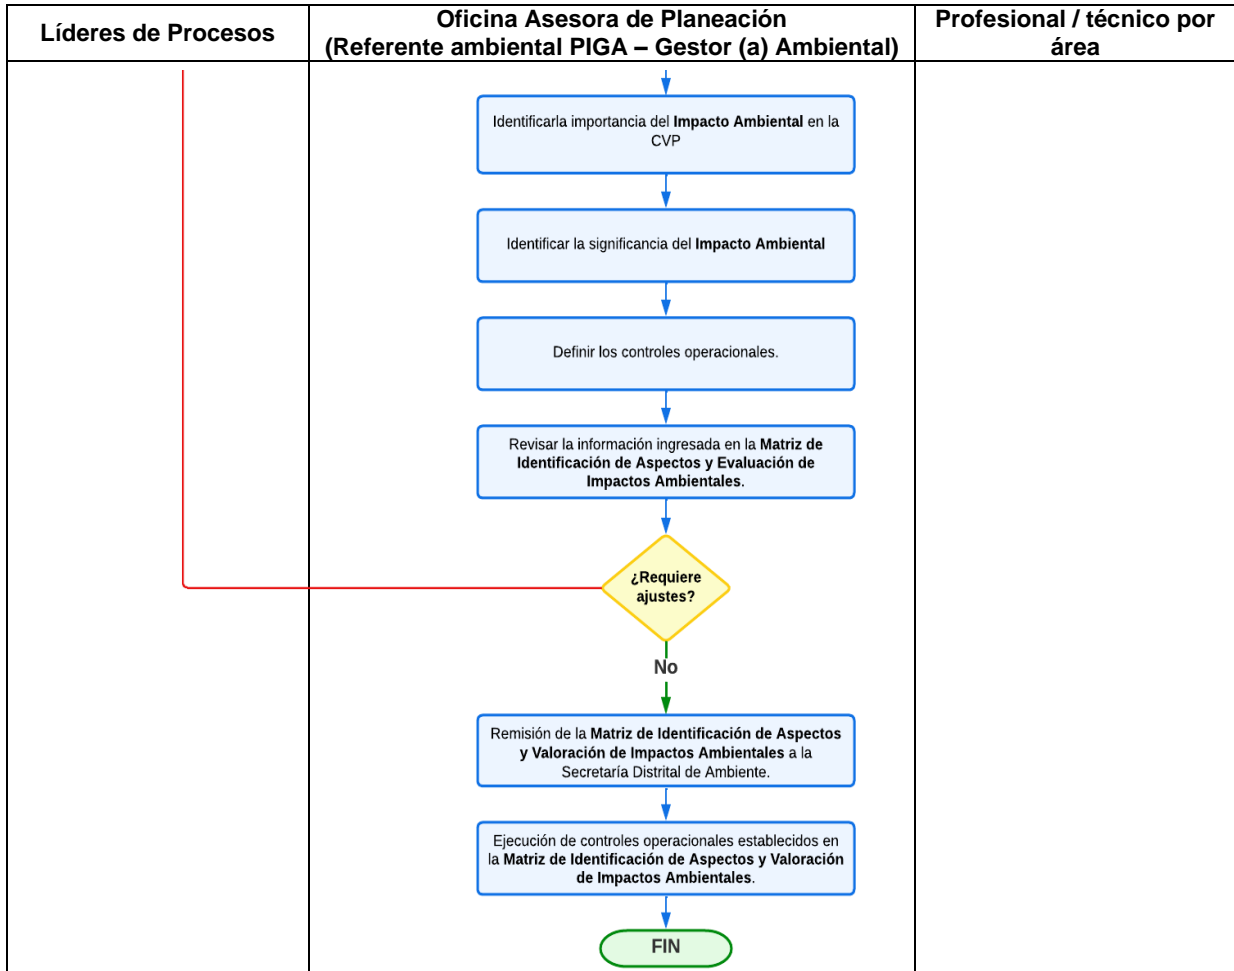 Líderes de Procesos
Oficina Asesora de Planeación
(Referente ambiental PIGA – Gestor (a) Ambiental)
Profesional / técnico por
área
Identificarla importancia del Impacto Ambiental en la
CVP
Identificar la significancia del Impacto Ambiental
Definir los controles operacionales.
Revisar la información ingresada en la Matriz de
Identificación de Aspectos y Evaluación de
Impactos Ambientales.
¿Requiere
ajustes?
No
Remisión de la Matriz de Identificación de Aspectos
y Valoración de Impactos Ambientales a la
Secretaría Distrital de Ambiente.
Ejecución de controles operacionales establecidos en
la Matriz de Identificación de Aspectos y Valoración
de Impactos Ambientales.
FIN